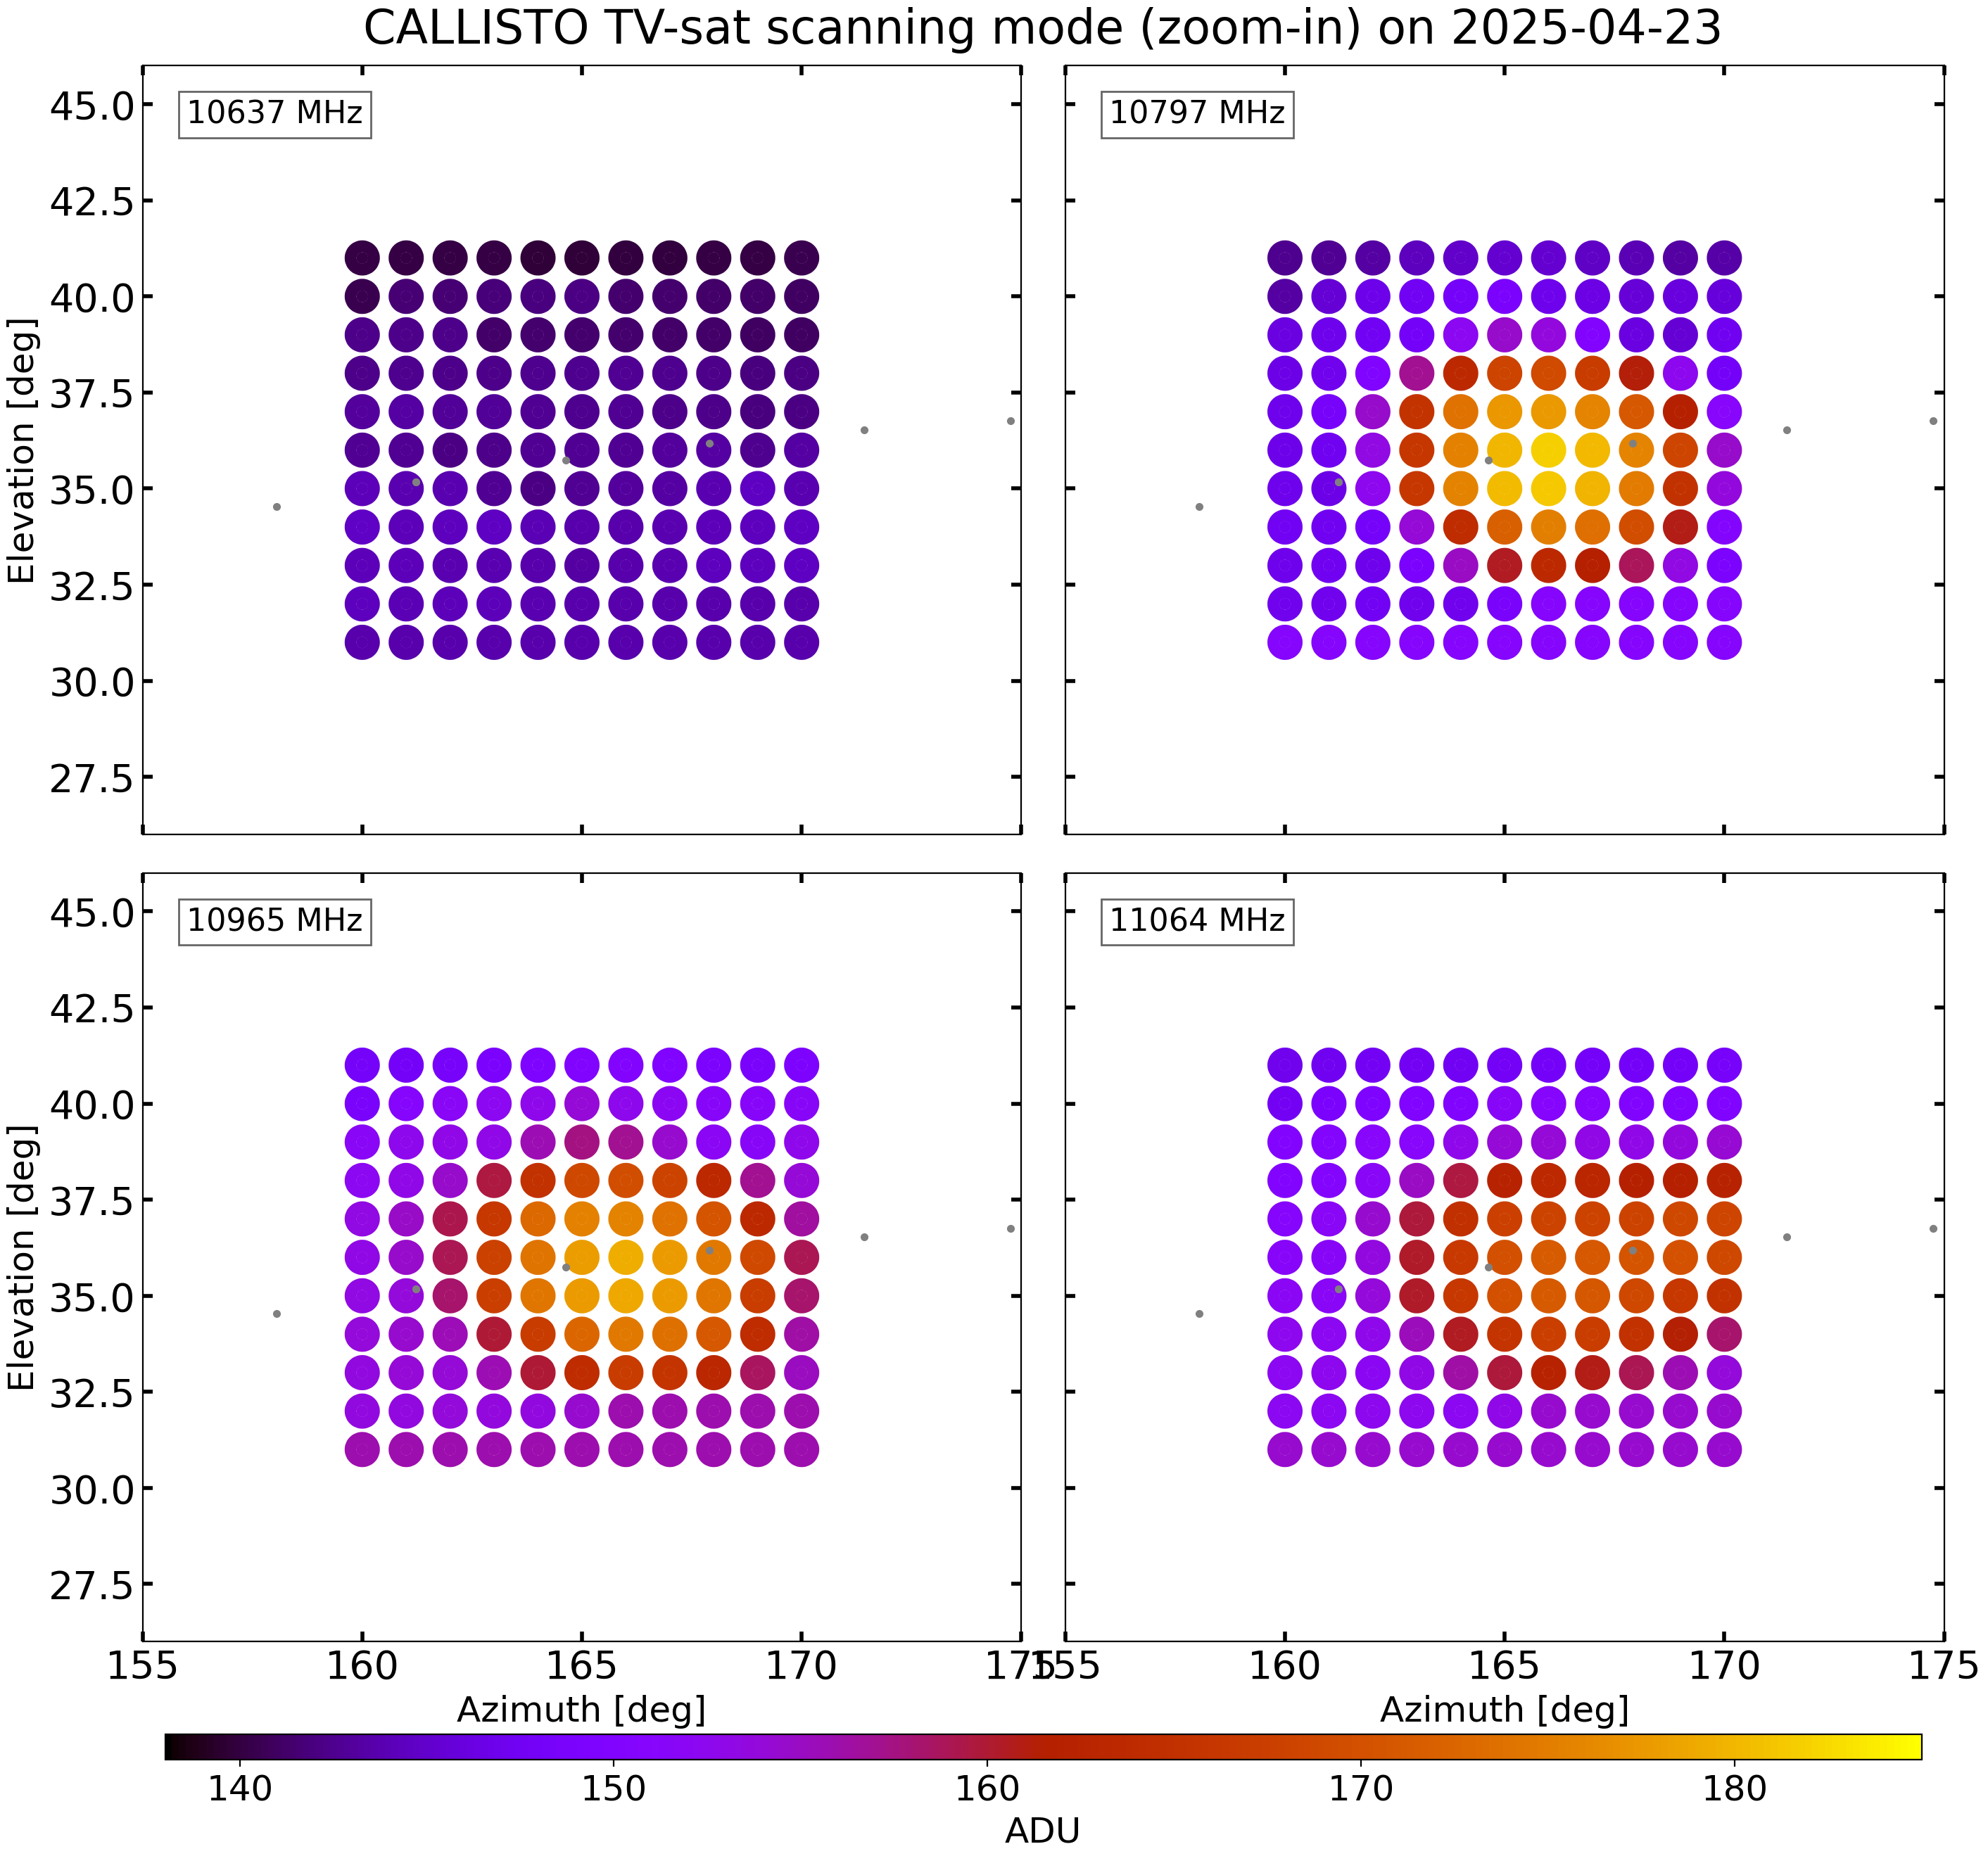 CALLISTO TV-sat scanning mode (zoom-in) on 2025-04-23
10637 MHz
10797 MHz
45.0
42.5
40.0
37.5
35.0
32.5
30.0
27.5
Elevation [deg]
10965 MHz
11064 MHz
45.0
42.5
40.0
37.5
35.0
32.5
30.0
27.5
Elevation [deg]
155 160 165 170 175 155 160 165 170 175
Azimuth [deg] Azimuth [deg]
140 150 160 170 180
ADU